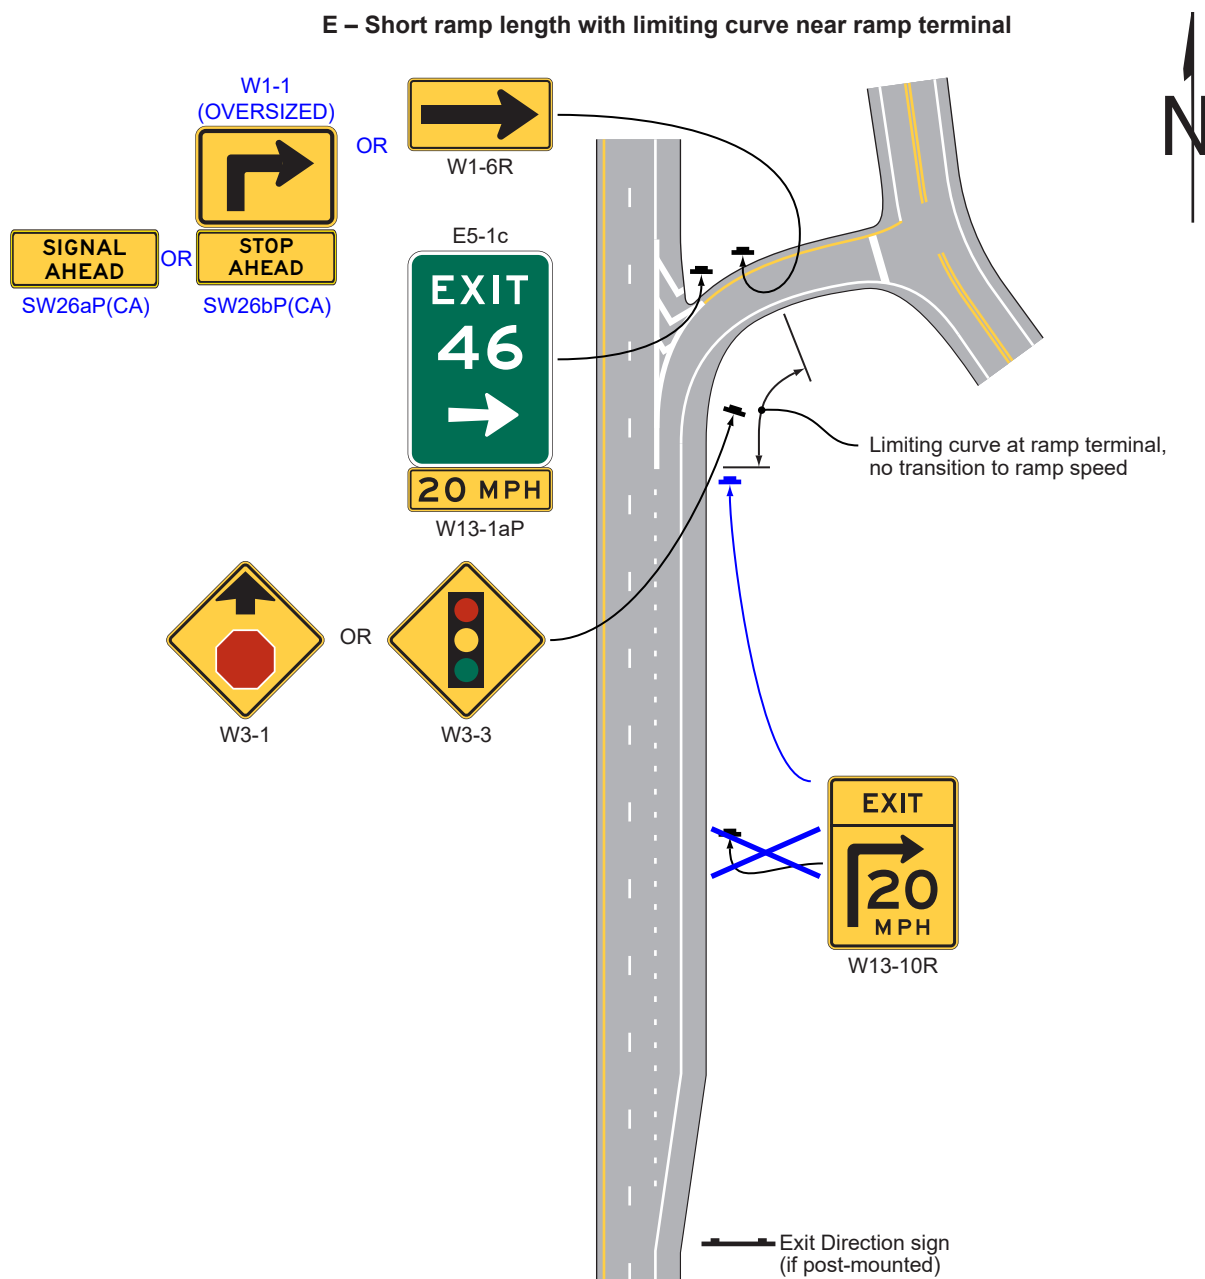 E – Short ramp length with limiting curve near ramp terminal
N
W1-1
(OVERSIZED)
OR
W1-6R
SIGNAL
AHEAD
OR
STOP
AHEAD
SW26aP(CA)
SW26bP(CA)
E5-1c
EXIT
46
20 MPH
W13-1aP
Limiting curve at ramp terminal,
no transition to ramp speed
OR
W3-1
W3-3
EXIT
20
MPH
W13-10R
Exit Direction sign
(if post-mounted)